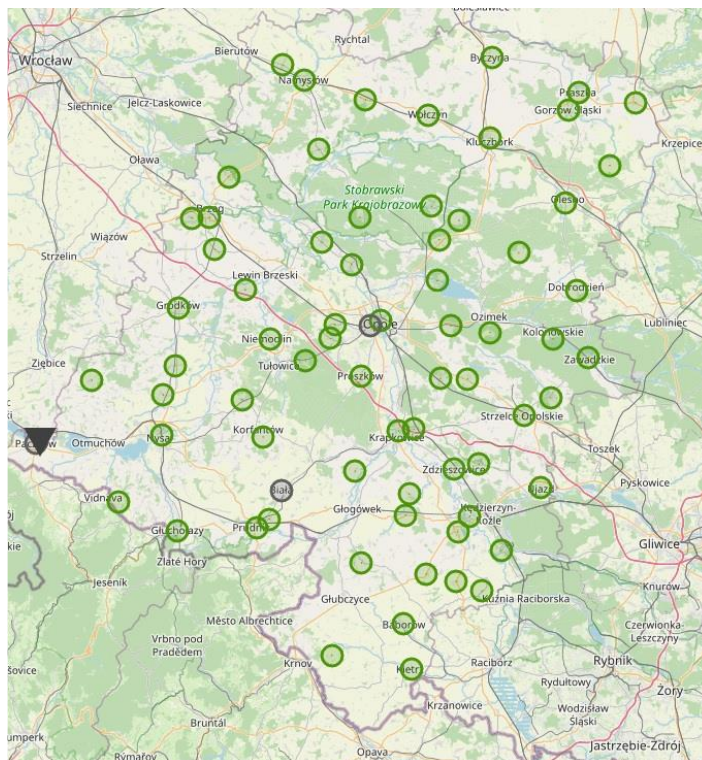 Rychtal
Bierutów
Byczyna
Wrocław
Namysłów
Praszka
Siechnice
Jelcz-Laskowice
Wołczyn
Gorzów Śląski
Kluczbork
Krzepice
Oława
Stobrawski
Park Krajobrazowy
Olesno
Brzeg
Wiązów
Strzelin
Lewin Brzeski
Dobrodzień
Grodków
Ozimek
Opole
Lubliniec
Kolonowskie
Niemodlin
Zawadzkie
Ziębice
Tułowice
Prószków
Strzelce Opolskie
Korfantów
Krapkowice
Nysa
Otmuchów
Paczków
Toszek
Zdzieszowice
Pyskowice
Biała
Ujazd
Vidnava
Głogówek
Kędzierzyn-
Koźle
Prudnik
Głuchołazy
Gliwice
Zlaté Hory
Jeseník
Knurów
Głubczyce
Kuźnia Raciborska
Město Albrechtice
Baborów
Czerwionka-
Leszczyny
Vrbno pod
Pradědem
Krnov
Racibórz
Rybnik
Kietrz
Rydułtowy
Żory
Krzanowice
Wodzisław
Śląski
Bruntál
Jastrzębie-Zdrój
Opava
Rýmařov